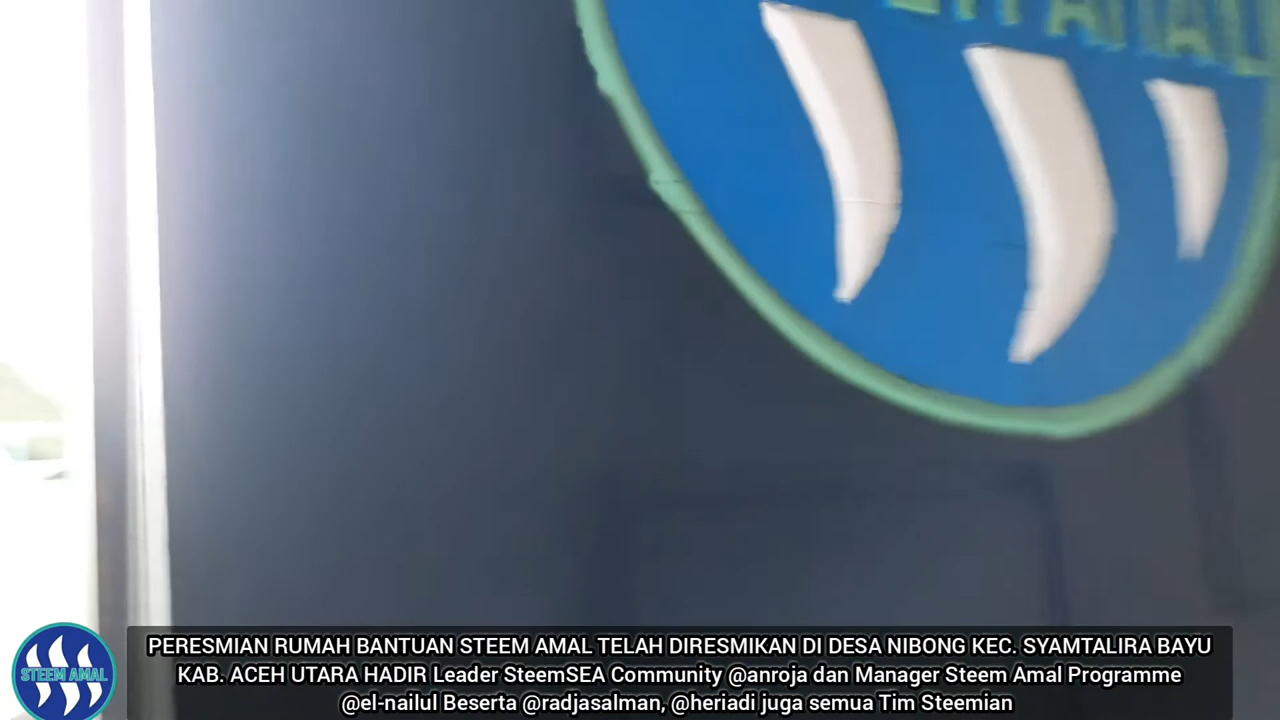 PERESMIAN RUMAH BANTUAN STEEM AMAL TELAH DIRESMIKAN DI DESA NIBONG KEC. SYAMTALIRA BAYU
KAB. ACEH UTARA HADIR Leader SteemSEA Community @anroja dan Manager Steem Amal Programme
@el-nailul Beserta @radjasalman, @heriadi juga semua Tim Steemian
STEEM AMAL